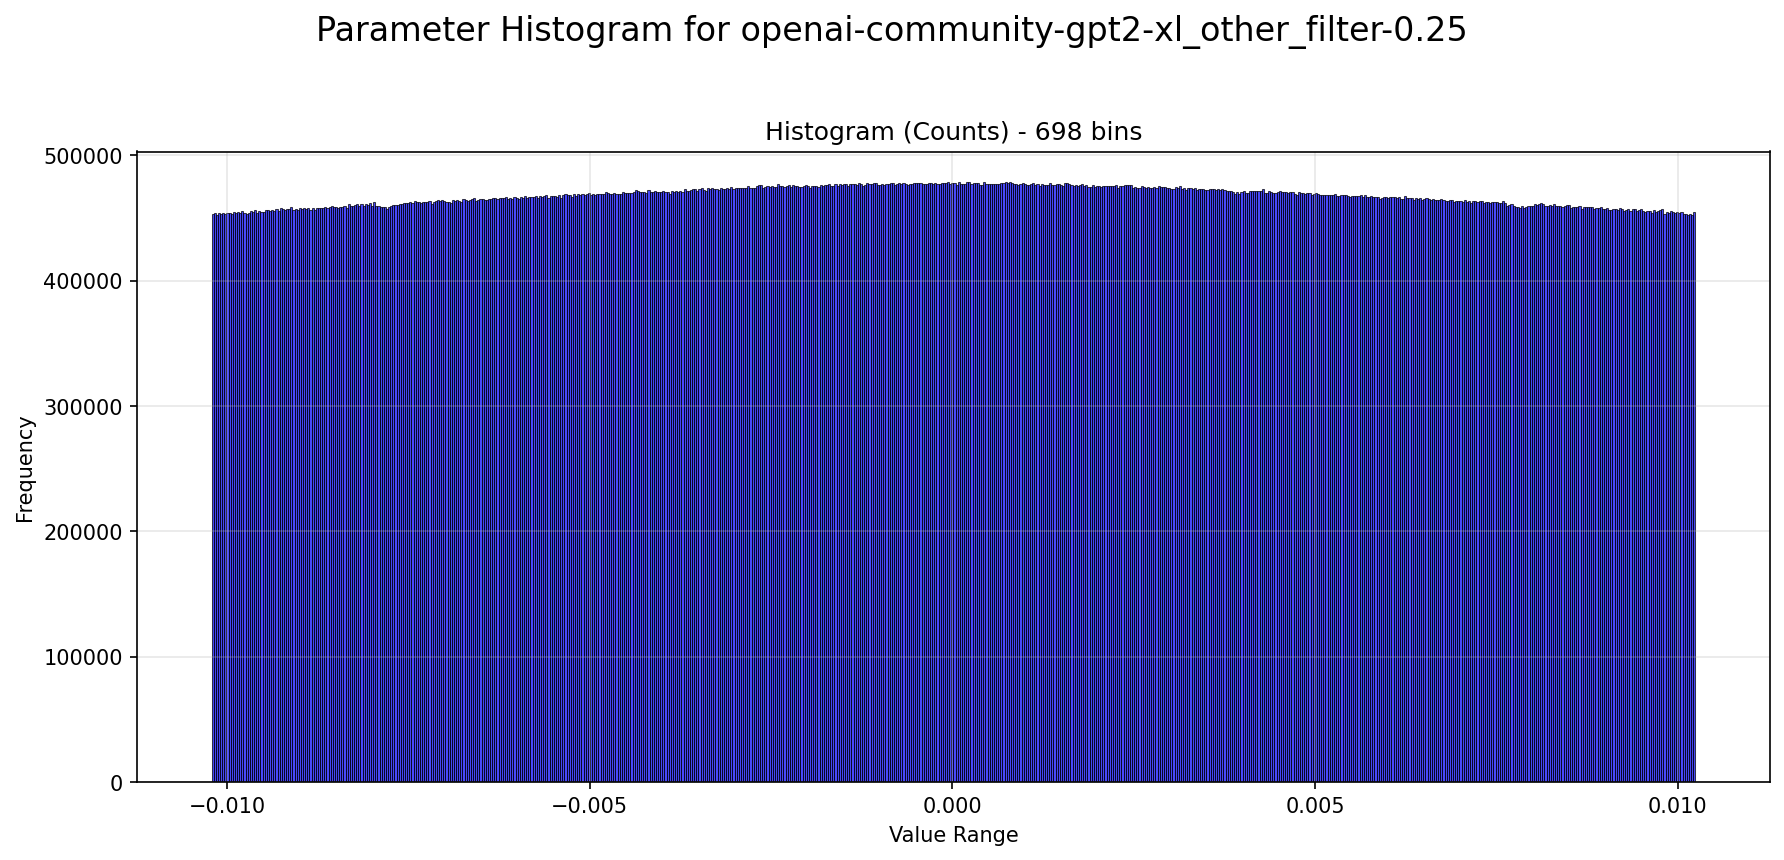 Parameter Histogram for openai-community-gpt2-xl_other_filter-0.25
Histogram (Counts) - 698 bins
500000
400000
300000
200000
100000
0
Frequency
−0.010
−0.005
0.000
0.005
0.010
Value Range